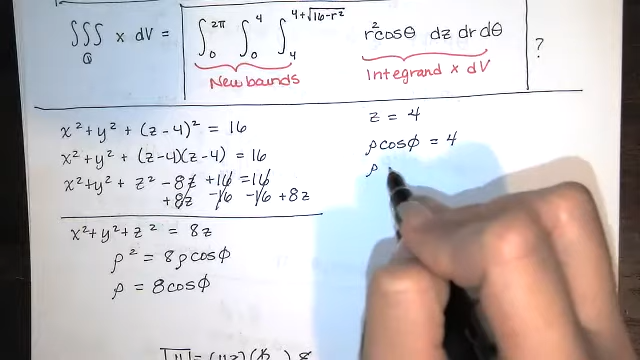 ∭_Q x dV = ∫_0^{2π} ∫_0^4 ∫_4^{4+√(16-r²)} r²cosθ dz dr dθ ?
New bounds
Integrand x dV
x² + y² + (z-4)² = 16
x² + y² + (z-4)(z-4) = 16
x² + y² + z² - 8z + 16 = 16
+8z -16 -16 +8z
x² + y² + z² = 8z
ρ² = 8ρcosϕ
ρ = 8cosϕ
z = 4
ρcosϕ = 4
ρ